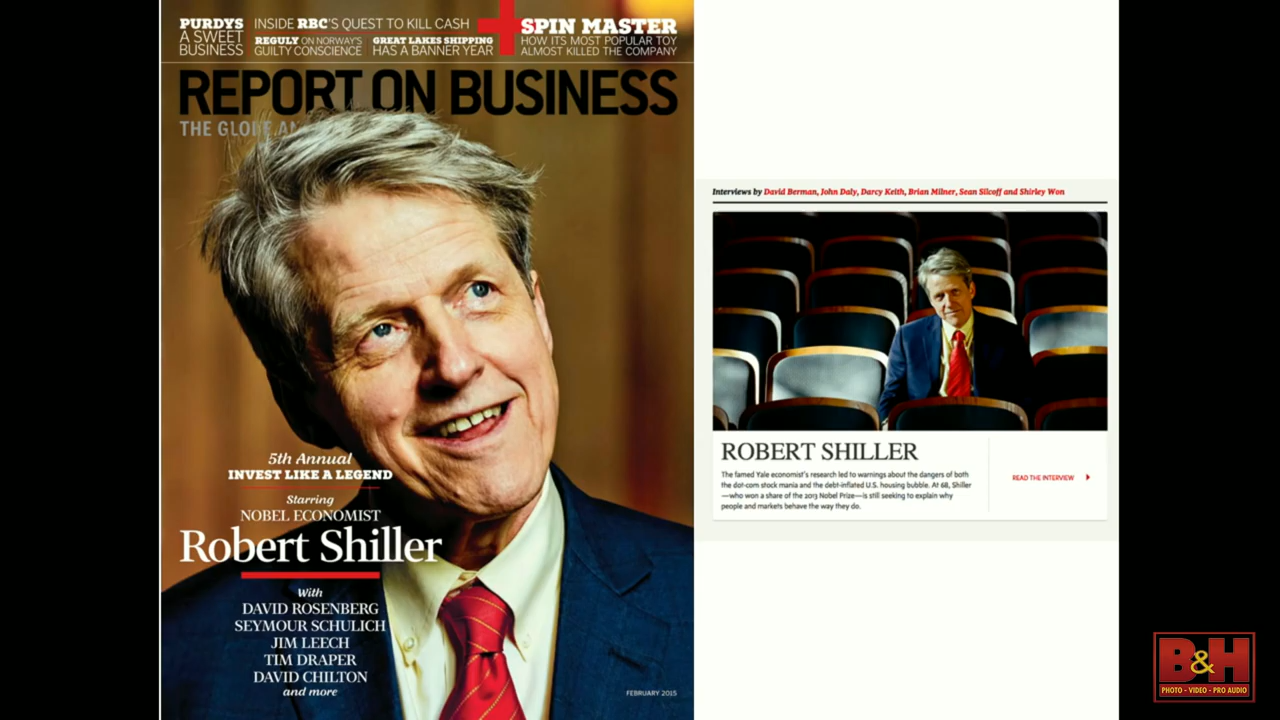 PURDYS
A SWEET
BUSINESS
INSIDE RBC'S QUEST TO KILL CASH
REGULY ON NORWAY'S
GUILTY CONSCIENCE
GREAT LAKES SHIPPING
HAS A BANNER YEAR
SPIN MASTER
HOW ITS MOST POPULAR TOY
ALMOST KILLED THE COMPANY
REPORT ON BUSINESS
THE GLOBE AN
5th Annual
INVEST LIKE A LEGEND
Starring
NOBEL ECONOMIST
Robert Shiller
With
DAVID ROSENBERG
SEYMOUR SCHULICH
JIM LEECH
TIM DRAPER
DAVID CHILTON
and more
FEBRUARY 2015
Interviews by David Berman, John Daly, Darcy Keith, Brian Milner, Sean Silcoff and Shirley Won
ROBERT SHILLER
The famed Yale economist's research led to warnings about the dangers of both
the dot-com stock mania and the debt-inflated U.S. housing bubble. At 68, Shiller
—who won a share of the 2013 Nobel Prize—is still seeking to explain why
people and markets behave the way they do.
READ THE INTERVIEW
B&H
PHOTO - VIDEO - PRO AUDIO